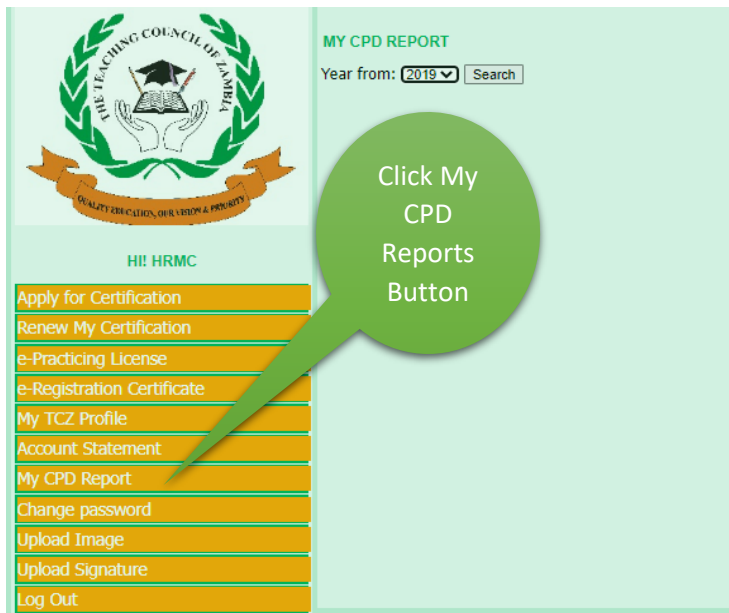 THE TEACHING COUNCIL OF ZAMBIA
QUALITY EDUCATION, OUR VISION & PRIORITY
HI! HRMC
Apply for Certification
Renew My Certification
e-Practicing License
e-Registration Certificate
My TCZ Profile
Account Statement
My CPD Report
Change password
Upload Image
Upload Signature
Log Out
MY CPD REPORT
Year from: 2019 Search
Click My
CPD
Reports
Button